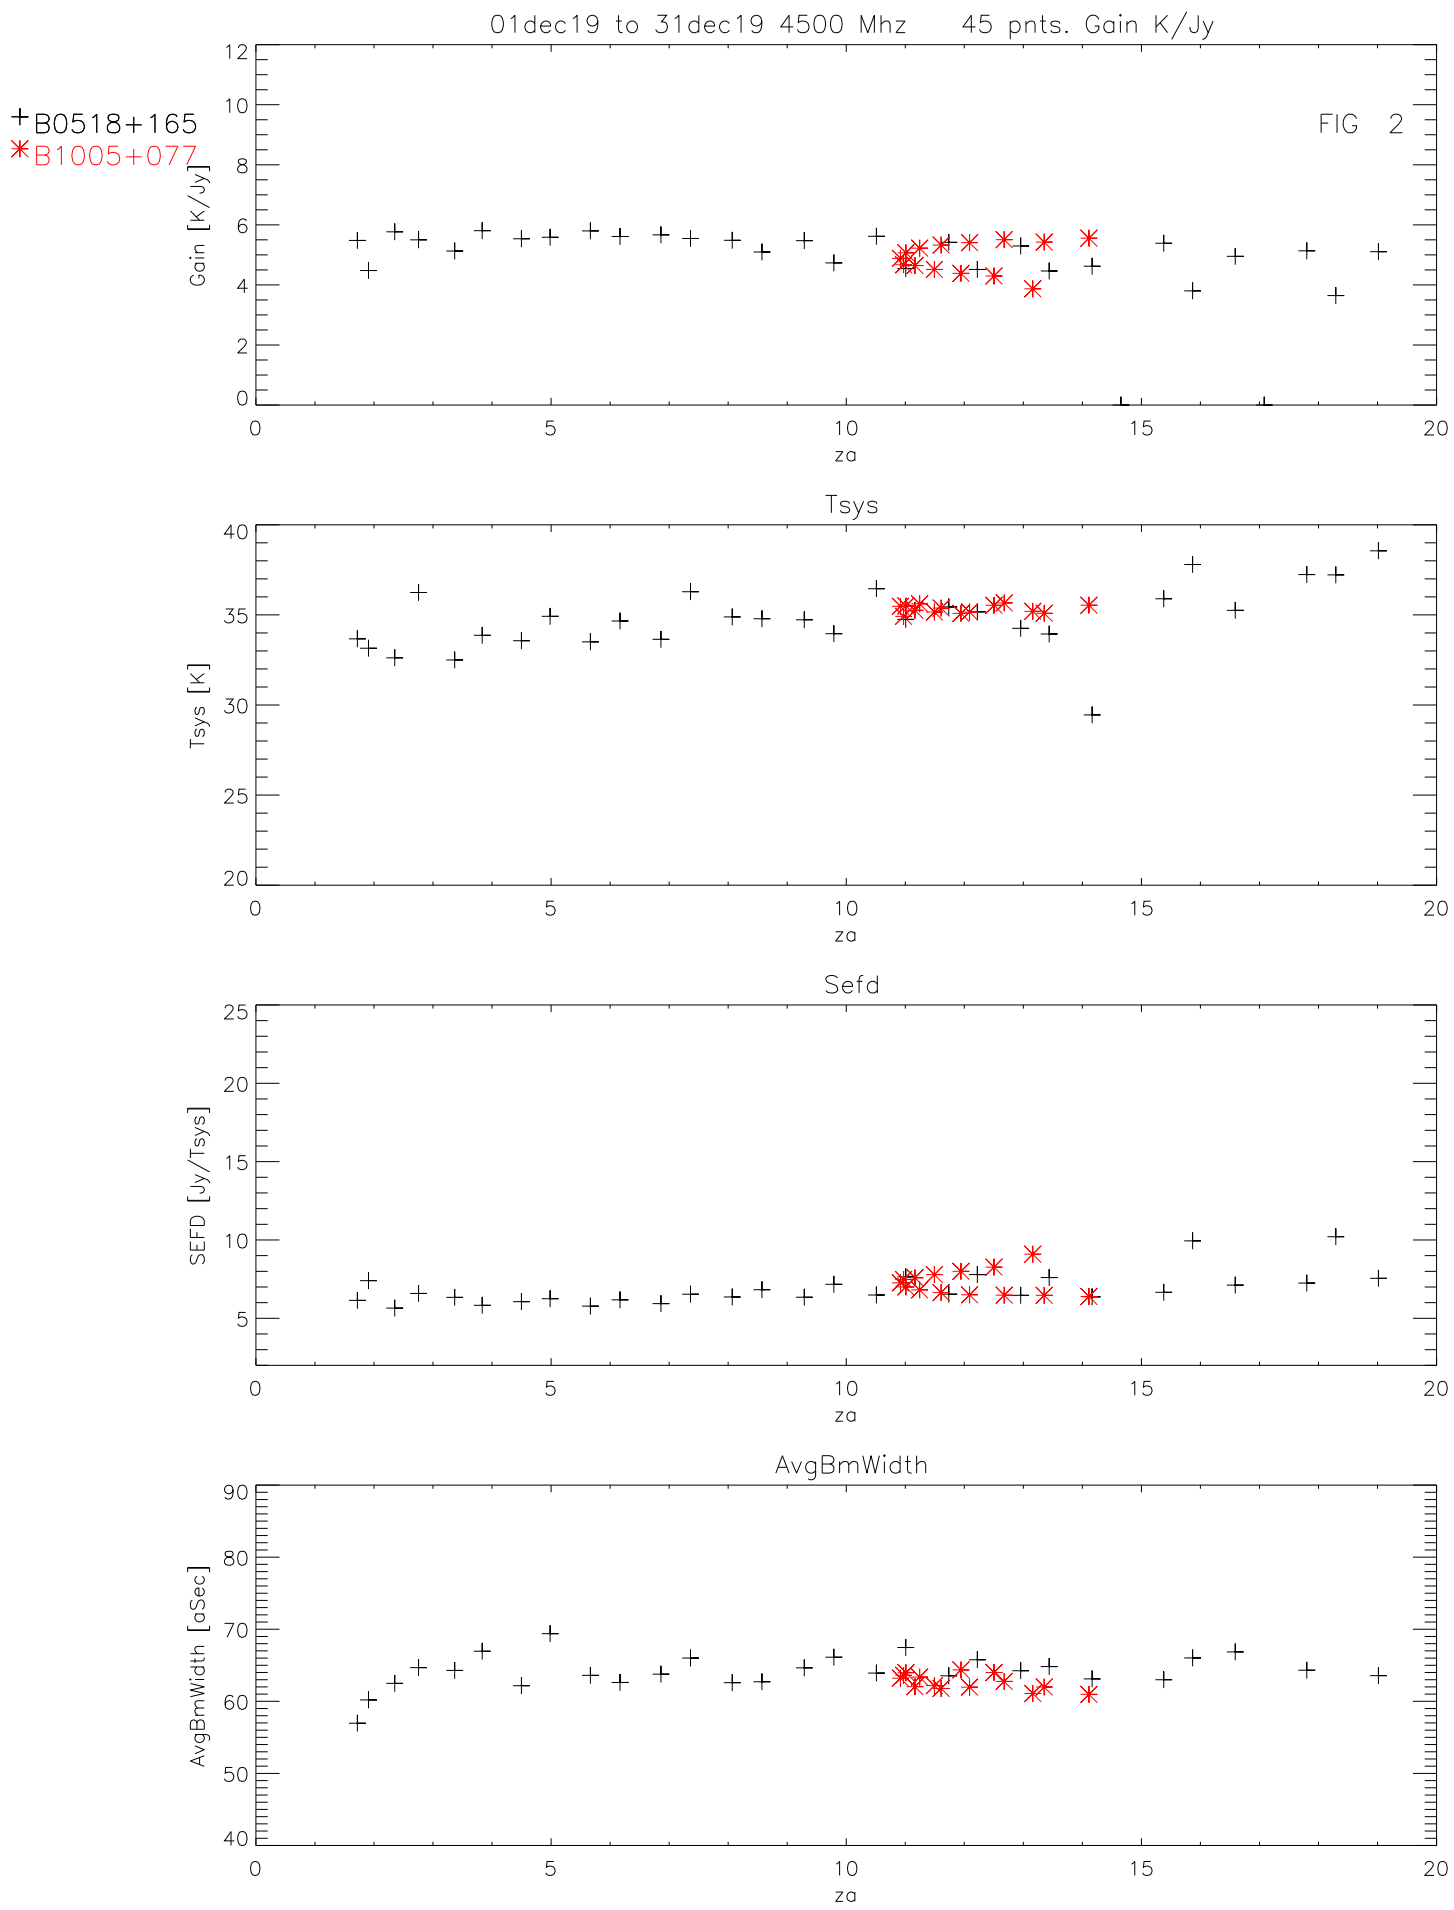 01dec19 to 31dec19 4500 Mhz 45 pnts. Gain K/Jy
+ B0518+165
* B1005+077
FIG 2
Gain [K/Jy]
12
10
8
6
4
2
0
0 5 10 15 20
za
Tsys
Tsys [K]
40
35
30
25
20
0 5 10 15 20
za
Sefd
SEFD [Jy/Tsys]
25
20
15
10
5
0 5 10 15 20
za
AvgBmWidth
AvgBmWidth [aSec]
90
80
70
60
50
40
0 5 10 15 20
za